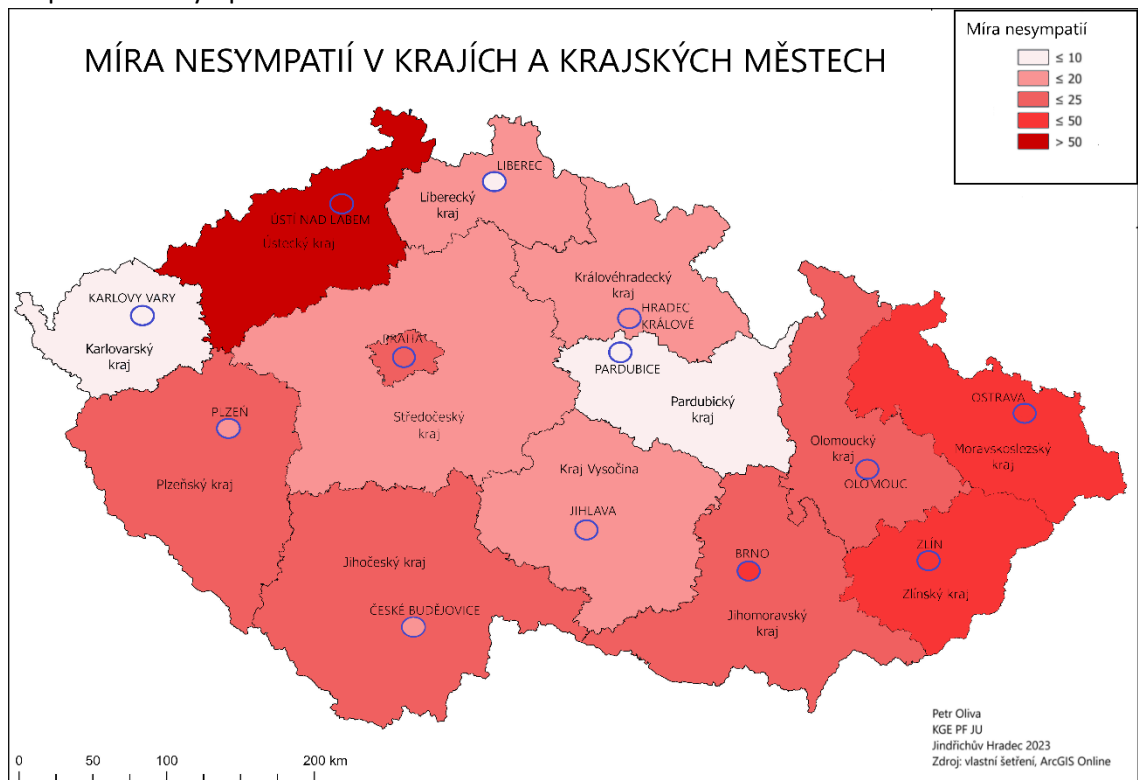 MÍRA NESYMPATIÍ V KRAJÍCH A KRAJSKÝCH MĚSTECH
Míra nesympatií
≤ 10
≤ 20
≤ 25
≤ 50
> 50
LIBEREC
Liberecký
kraj
ÚSTÍ NAD LABEM
Ústecký kraj
KARLOVY VARY
Karlovarský
kraj
Královéhradecký
kraj
HRADEC
KRÁLOVÉ
PRAHA
PARDUBICE
Pardubický
kraj
Středočeský
kraj
PLZEŇ
Plzeňský kraj
OSTRAVA
Moravskoslezský
kraj
Olomoucký
kraj
OLOMOUC
Kraj Vysočina
JIHLAVA
Jihočeský kraj
ČESKÉ BUDĚJOVICE
BRNO
Jihomoravský
kraj
ZLÍN
Zlínský kraj
Petr Oliva
KGE PF JU
Jindřichův Hradec 2023
Zdroj: vlastní šetření, ArcGIS Online
0 50 100 200 km